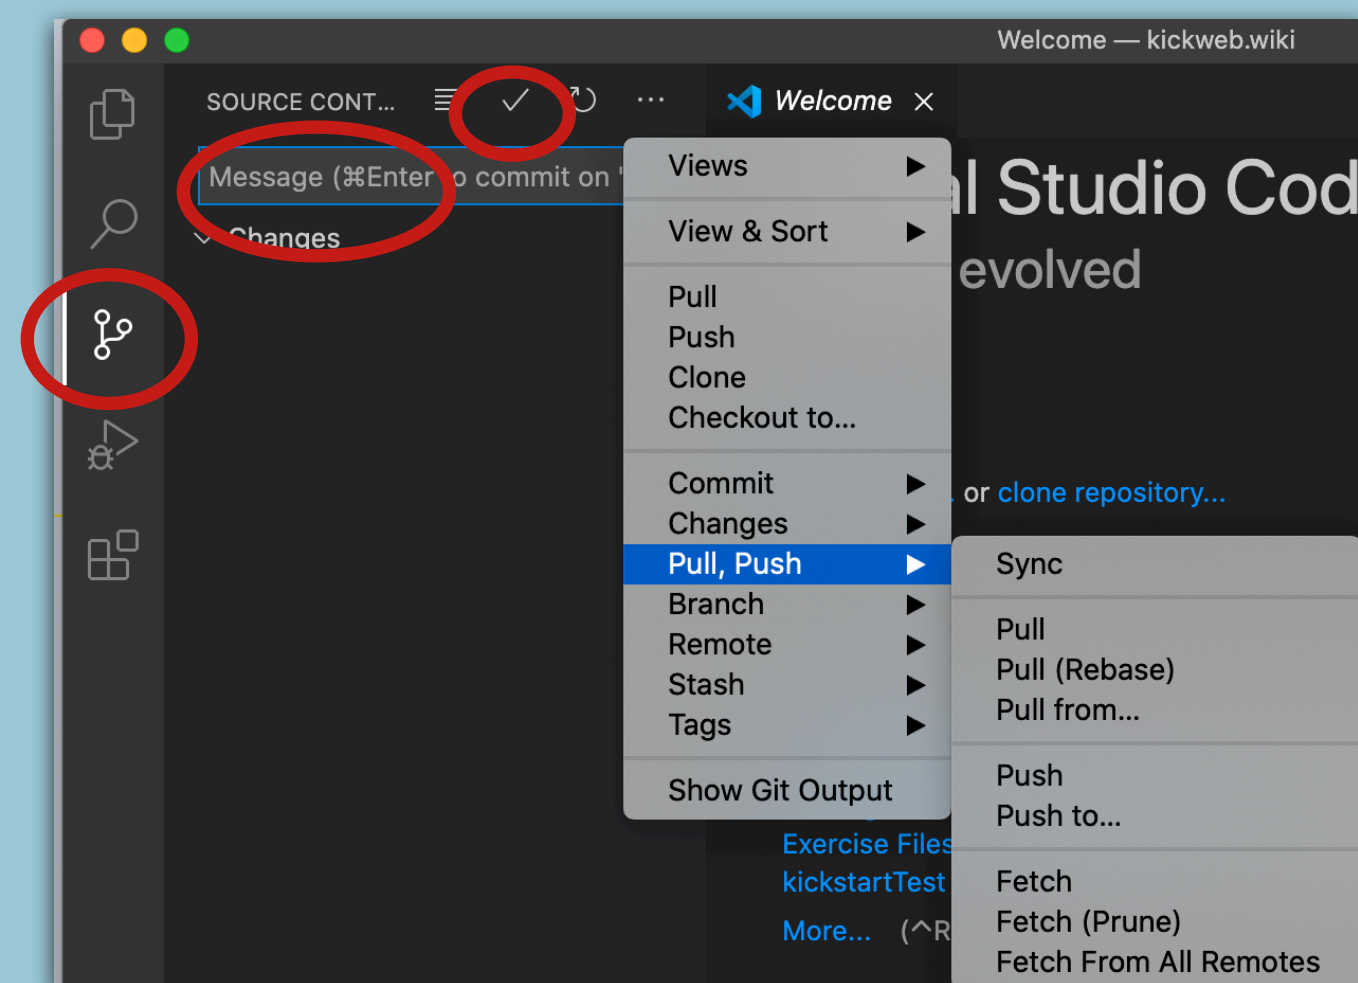 Welcome — kickweb.wiki
SOURCE CONT...
Welcome
Message (⌘Enter to commit on '
Changes
Views
View & Sort
Pull
Push
Clone
Checkout to...
Commit
Changes
Pull, Push
Branch
Remote
Stash
Tags
Show Git Output
Studio Cod
evolved
or clone repository...
Sync
Pull
Pull (Rebase)
Pull from...
Push
Push to...
Fetch
Fetch (Prune)
Fetch From All Remotes
Exercise Files
kickstartTest
More... (^R